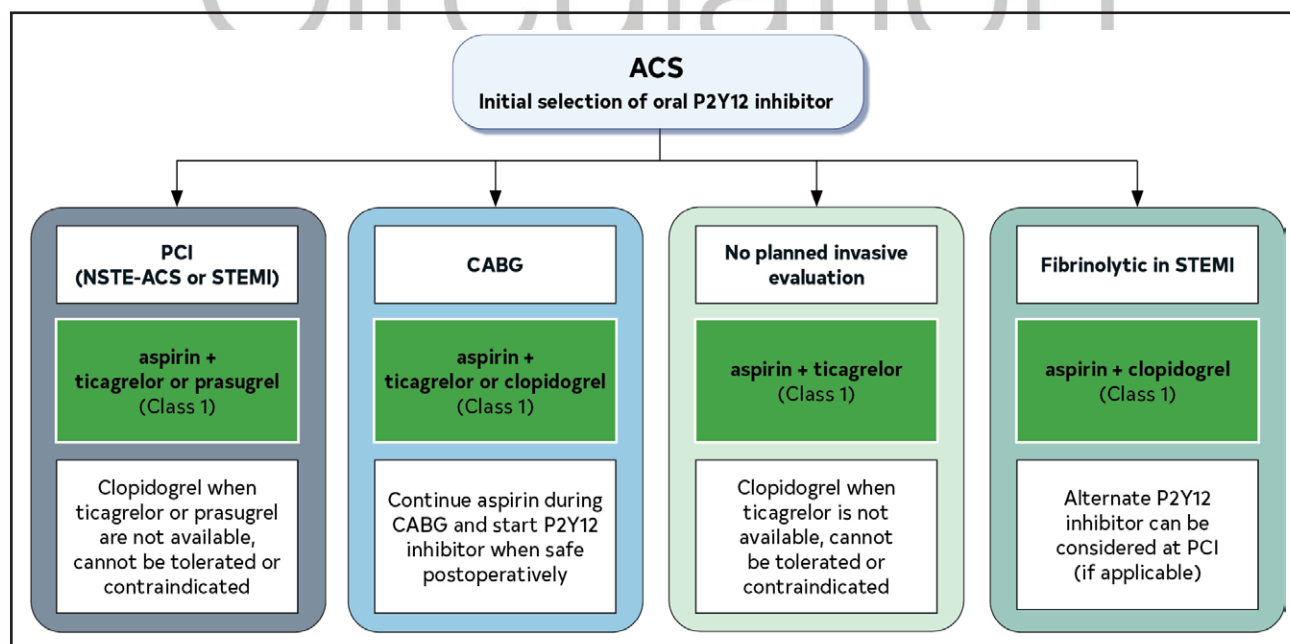 Circulation
ACS
Initial selection of oral P2Y12 inhibitor
PCI
(NSTE-ACS or STEMI)
aspirin +
ticagrelor or prasugrel
(Class 1)
Clopidogrel when
ticagrelor or prasugrel
are not available,
cannot be tolerated or
contraindicated
CABG
aspirin +
ticagrelor or clopidogrel
(Class 1)
Continue aspirin during
CABG and start P2Y12
inhibitor when safe
postoperatively
No planned invasive
evaluation
aspirin + ticagrelor
(Class 1)
Clopidogrel when
ticagrelor is not
available, cannot
be tolerated or
contraindicated
Fibrinolytic in STEMI
aspirin + clopidogrel
(Class 1)
Alternate P2Y12
inhibitor can be
considered at PCI
(if applicable)